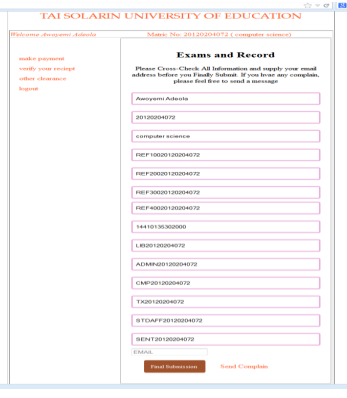 TAI SOLARIN UNIVERSITY OF EDUCATION
Welcome Awoyemi Adeola
Matric No: 20120204072 ( computer science)
make payment
verify your reciept
other clearance
logout
Exams and Record
Please Cross-Check All Information and supply your email
address before you Finally Submit. If you hvae any complain,
please feel free to send a message
Awoyemi Adeola
20120204072
computer science
REF10020120204072
REF20020120204072
REF30020120204072
REF40020120204072
14410135302000
LIB20120204072
ADMIN20120204072
CMP20120204072
TX20120204072
STDAFF20120204072
SENT20120204072
EMAIL
Final Submission
Send Complain